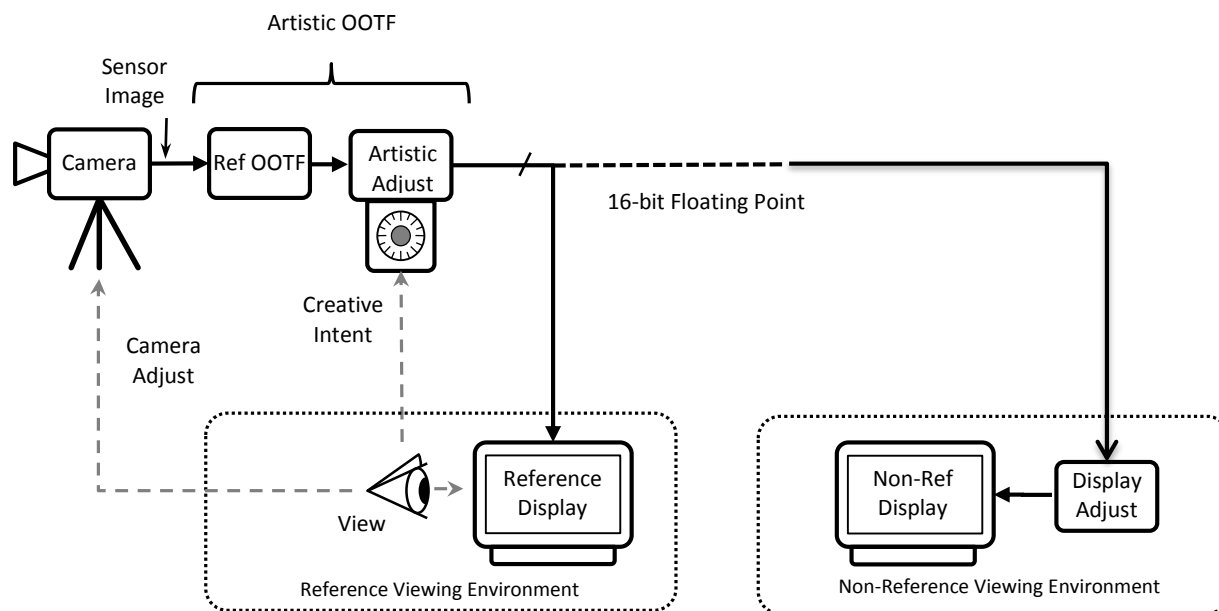 Artistic OOTF
Sensor
Image
Camera
Ref OOTF
Artistic
Adjust
16-bit Floating Point
Creative
Intent
Camera
Adjust
View
Reference
Display
Reference Viewing Environment
Non-Ref
Display
Display
Adjust
Non-Reference Viewing Environment